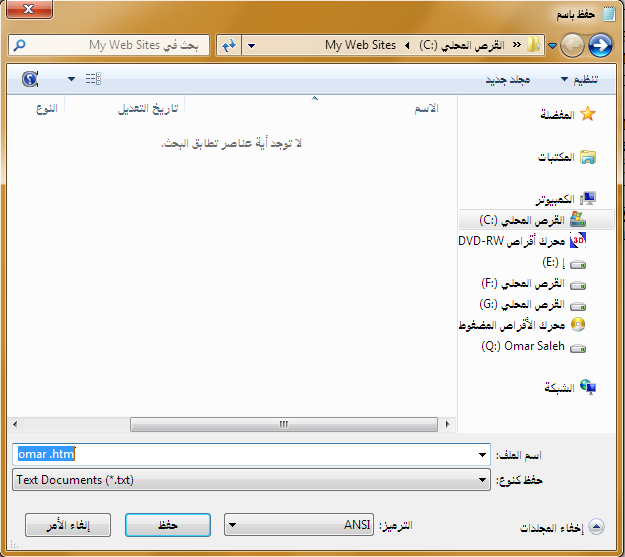 حفظ باسم
القرص المحلي (C:) My Web Sites
بحث في My Web Sites
تنظيم
مجلد جديد
الاسم
تاريخ التعديل
النوع
لا توجد أية عناصر تطابق البحث.
المفضلة
المكتبات
الكمبيوتر
القرص المحلي (C:)
محرك أقراص DVD-RW
إ (E:)
القرص المحلي (F:)
القرص المحلي (G:)
محرك الأقراص المضغوط
Omar Saleh (Q:)
الشبكة
اسم الملف:
omar .htm
حفظ كنوع:
Text Documents (*.txt)
إخفاء المجلدات
الترميز:
ANSI
حفظ
إلغاء الأمر